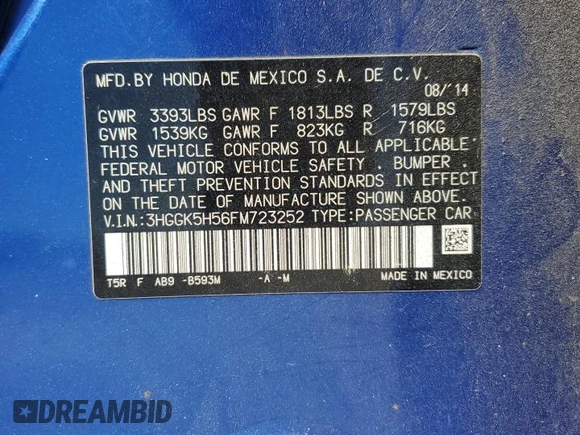 MFD.BY HONDA DE MEXICO S.A. DE C.V.
08/'14
GVWR 3393LBS GAWR F 1813LBS R 1579LBS
GVWR 1539KG GAWR F 823KG R 716KG
THIS VEHICLE CONFORMS TO ALL APPLICABLE
FEDERAL MOTOR VEHICLE SAFETY , BUMPER ,
AND THEFT PREVENTION STANDARDS IN EFFECT
ON THE DATE OF MANUFACTURE SHOWN ABOVE.
V.I.N.:3HGGK5H56FM723252 TYPE:PASSENGER CAR
T5R F AB9 -B593M -A -M
MADE IN MEXICO
DREAMBID